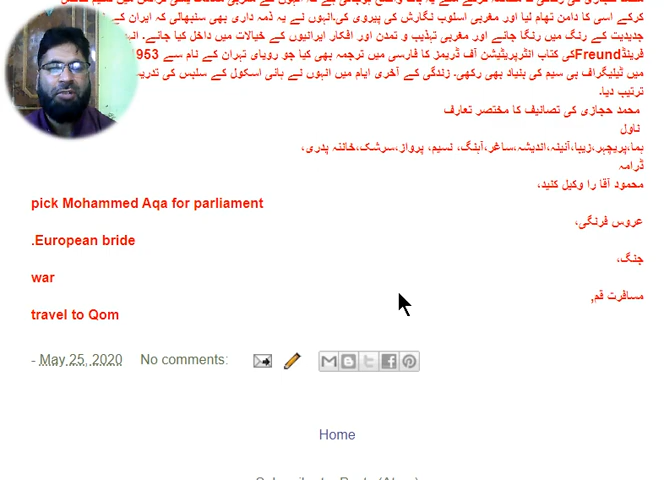 کرکے اسی کا دامن تھام لیا اور مغربی اسلوب نگارش کی پیروی کی۔انہوں نے یہ ذمہ داری بھی سنبھالی کہ ایران کے
جدیدیت کے رنگ میں رنگا جائے اور مغربی تہذیب و تمدن اور افکار ایرانیوں کے خیالات میں داخل کیا جائے۔
فرینڈFreundکی کتاب انٹرپریٹیشن آف ڈریمز کا فارسی میں ترجمہ بھی کیا جو رویای تہران کے نام سے 1953
میں ٹیلیگراف بی سیم کی بنیاد بھی رکھی۔ زندگی کے آخری ایام میں انہوں نے ہائی اسکول کے سلیس کی تدریس
ترتیب دیا۔
محمد حجازی کی تصانیف کا مختصر تعارف
ناول
ہما،پریچہر،زیبا،آئینہ،اندیشہ،ساغر،آہنگ، نسیم، پرواز،سرشک،خائنہ پدری،
ڈرامہ
محمود آقا را وکیل کنید،
pick Mohammed Aqa for parliament
عروس فرنگی،
.European bride
جنگ،
war
مسافرت قم,
travel to Qom
- May 25, 2020 No comments:
Home